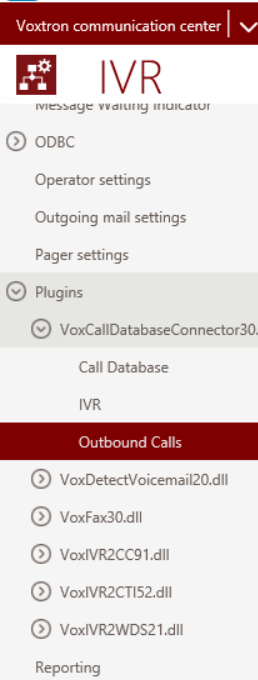 Voxtron communication center
IVR
Message Waiting Indicator
ODBC
Operator settings
Outgoing mail settings
Pager settings
Plugins
VoxCallDatabaseConnector30.
Call Database
IVR
Outbound Calls
VoxDetectVoicemail20.dll
VoxFax30.dll
VoxIVR2CC91.dll
VoxIVR2CTI52.dll
VoxIVR2WDS21.dll
Reporting